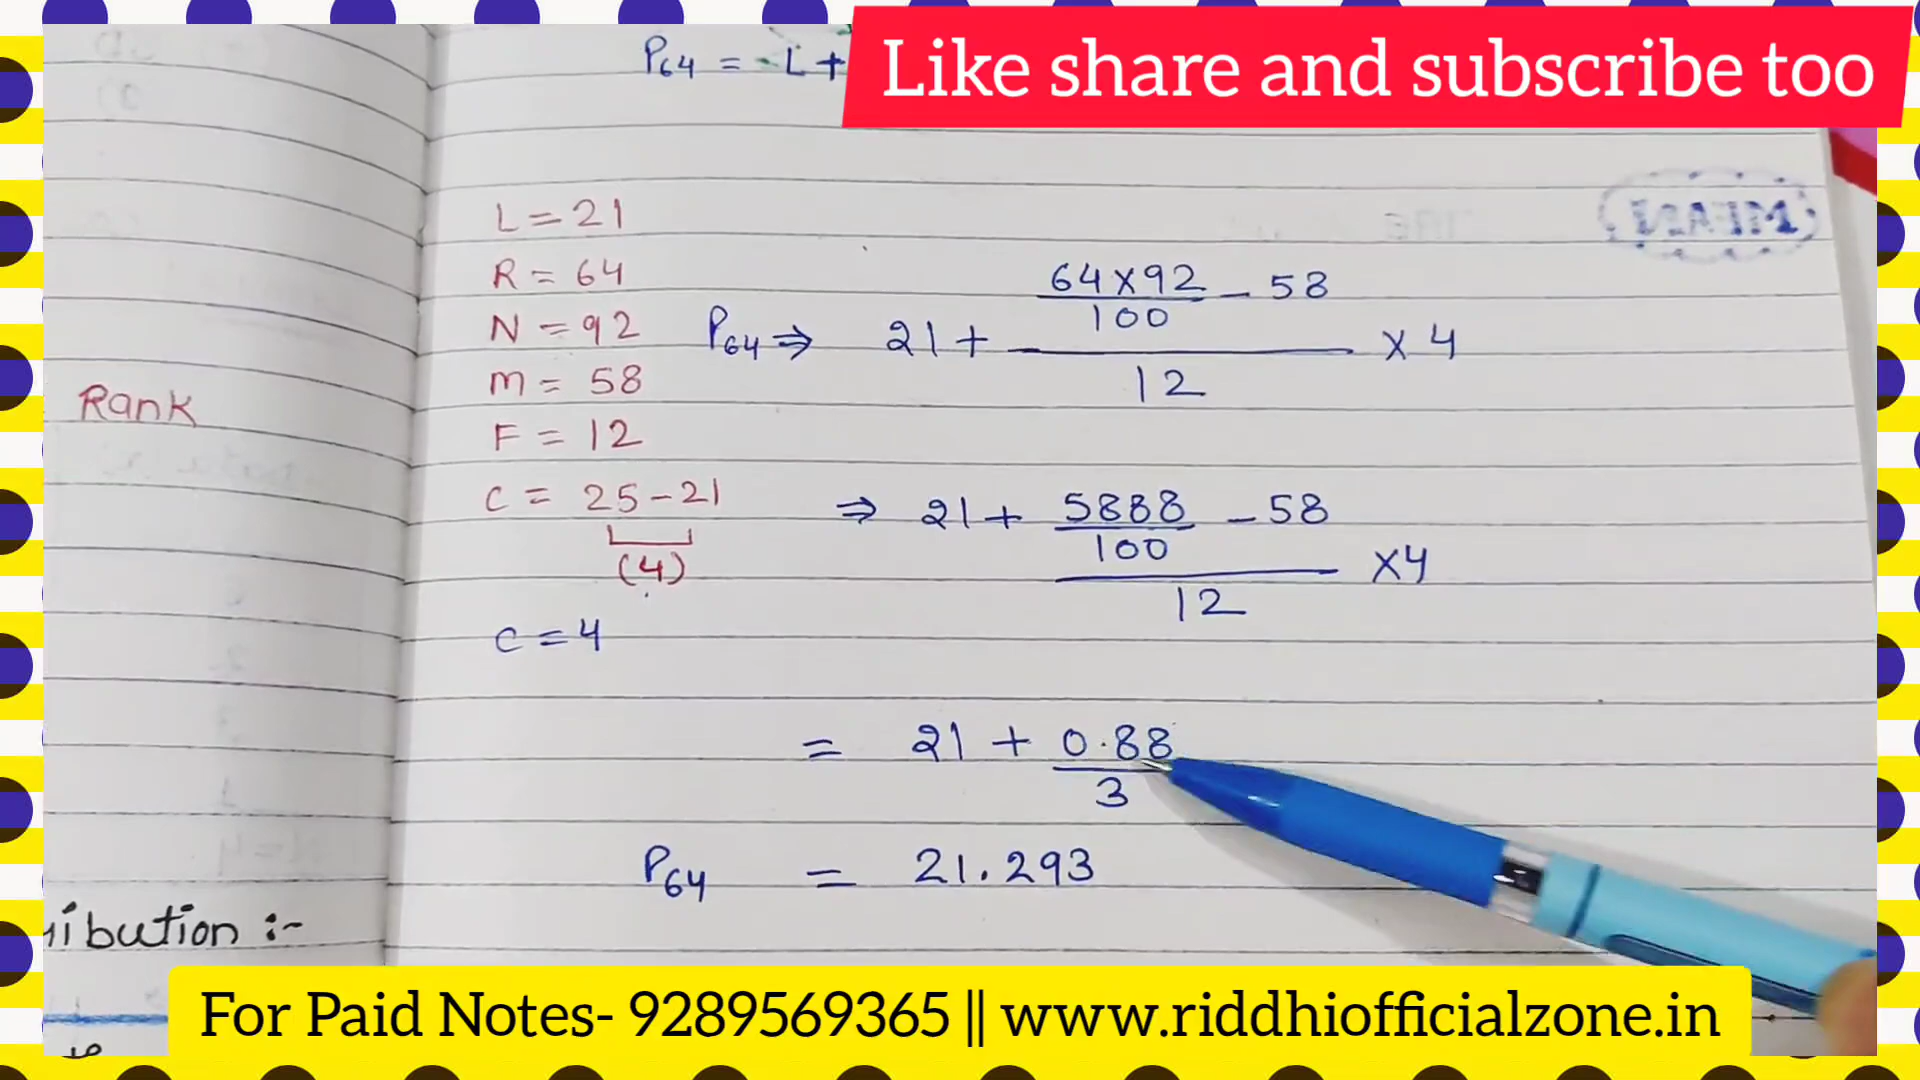 Like share and subscribe too
P64 = L +
L = 21
R = 64
N = 92
m = 58
F = 12
C = 25 - 21
(4)
C = 4
P64 ⇒ 21 + 64 x 92 - 58 x 4
100
12
⇒ 21 + 5888 - 58 x 4
100
12
= 21 + 0.88
3
P64 = 21.293
Rank
ibution :-
MEAN
For Paid Notes- 9289569365 || www.riddhiofficialzone.in